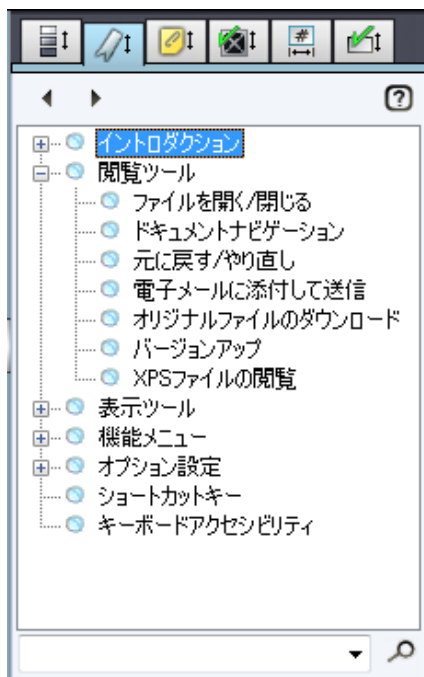 #
?
イントロダクション
閲覧ツール
ファイルを開く/閉じる
ドキュメントナビゲーション
元に戻す/やり直し
電子メールに添付して送信
オリジナルファイルのダウンロード
バージョンアップ
XPSファイルの閲覧
表示ツール
機能メニュー
オプション設定
ショートカットキー
キーボードアクセシビリティ